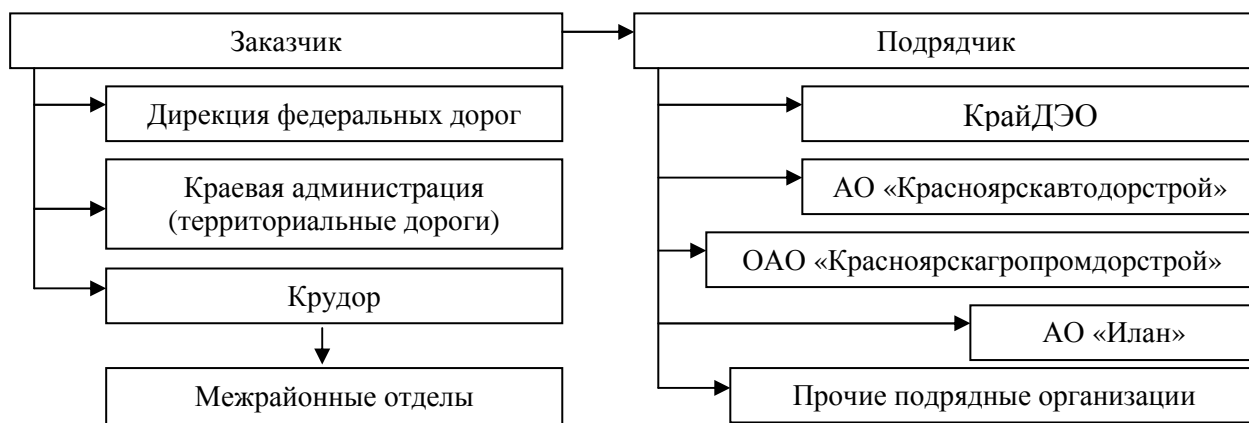 Заказчик
Подрядчик
Дирекция федеральных дорог
Краевая администрация
(территориальные дороги)
Крудор
Межрайонные отделы
КрайДЭО
АО «Красноярскавтодорстрой»
ОАО «Красноярскагропромдорстрой»
АО «Илан»
Прочие подрядные организации